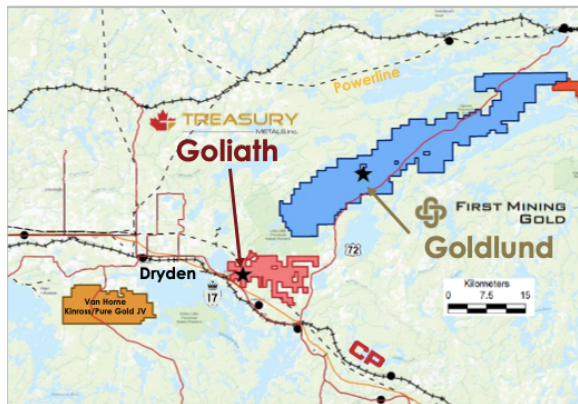 Powerline
TREASURY
METALS Inc.
Goliath
FIRST MINING
GOLD
Goldlund
72
Dryden
17
Kilometers
0 7.5 15
Van Horne
Kinross/Pure Gold JV
CP